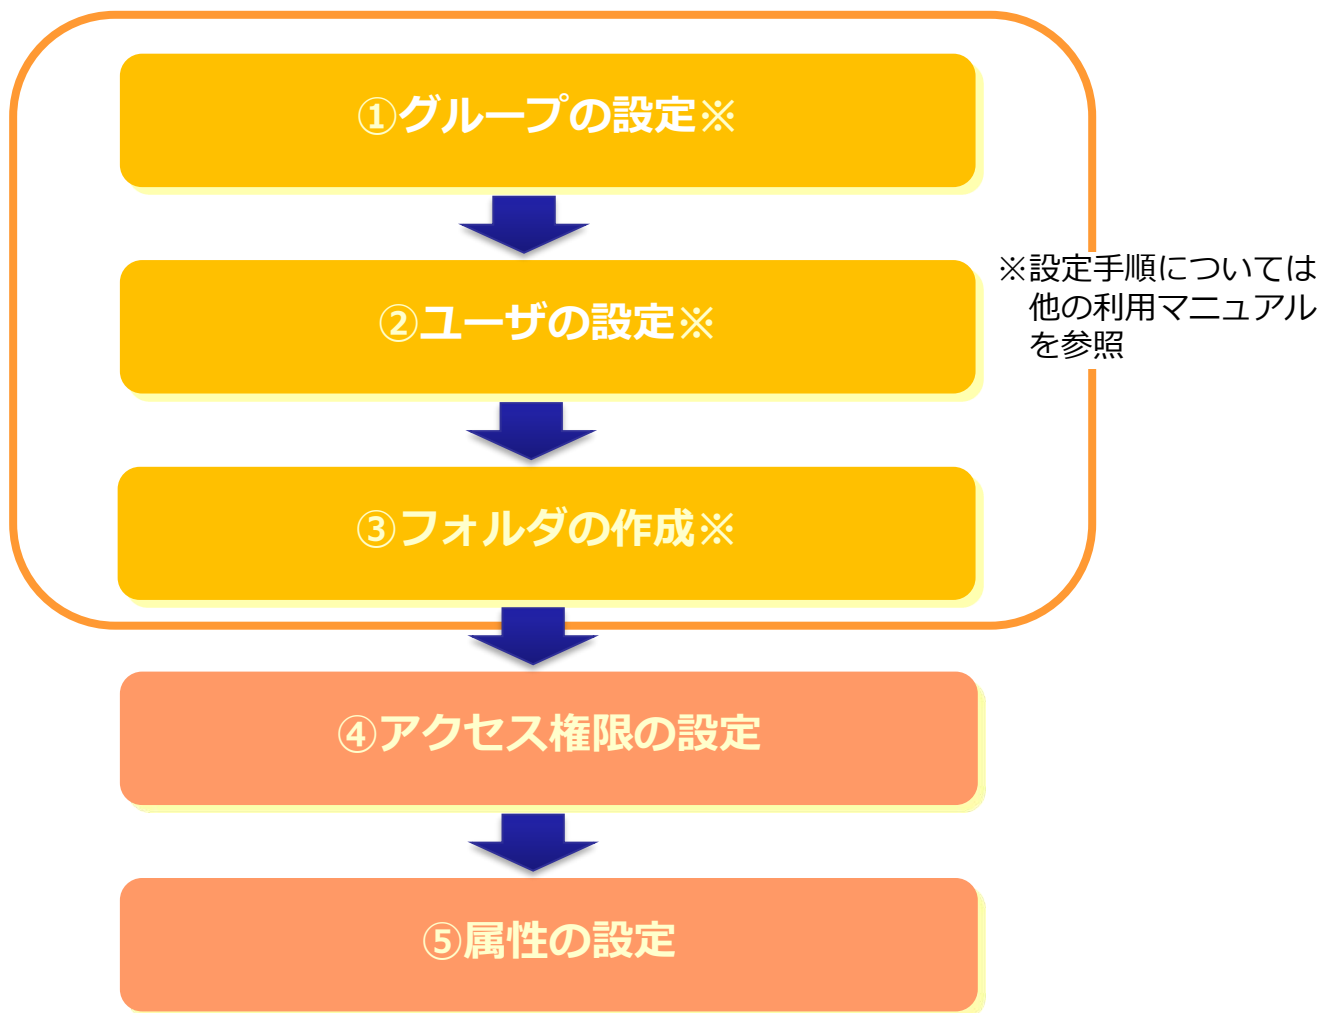 ①グループの設定※
②ユーザの設定※
※設定手順については
他の利用マニュアル
を参照
③フォルダの作成※
④アクセス権限の設定
⑤属性の設定